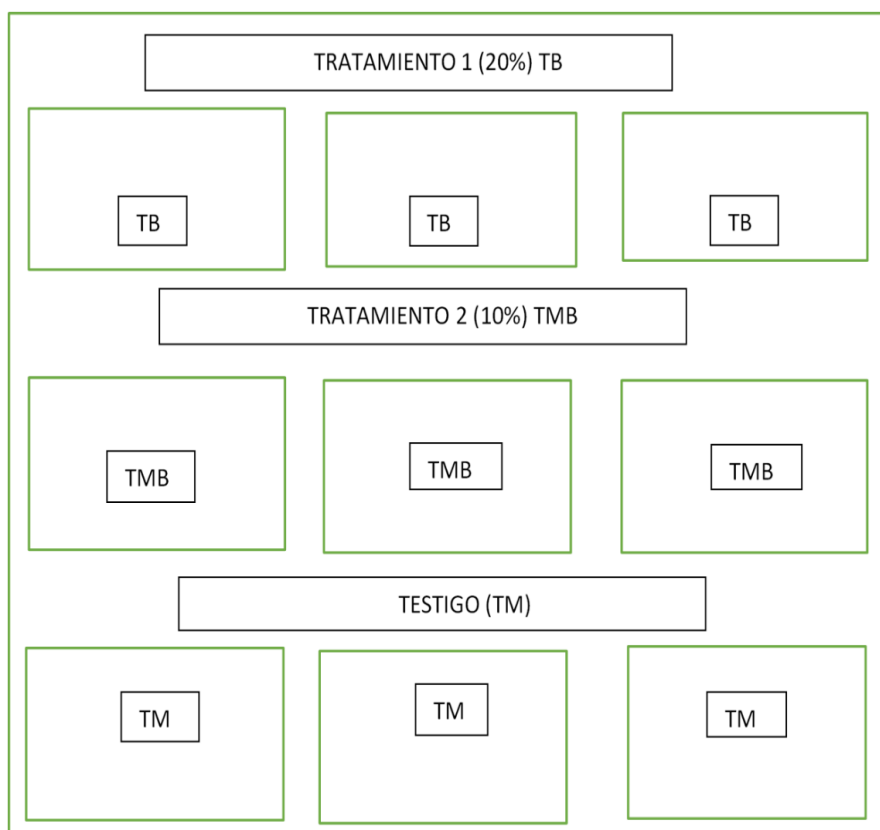 TRATAMIENTO 1 (20%) TB
TB
TB
TB
TRATAMIENTO 2 (10%) TMB
TMB
TMB
TMB
TESTIGO (TM)
TM
TM
TM